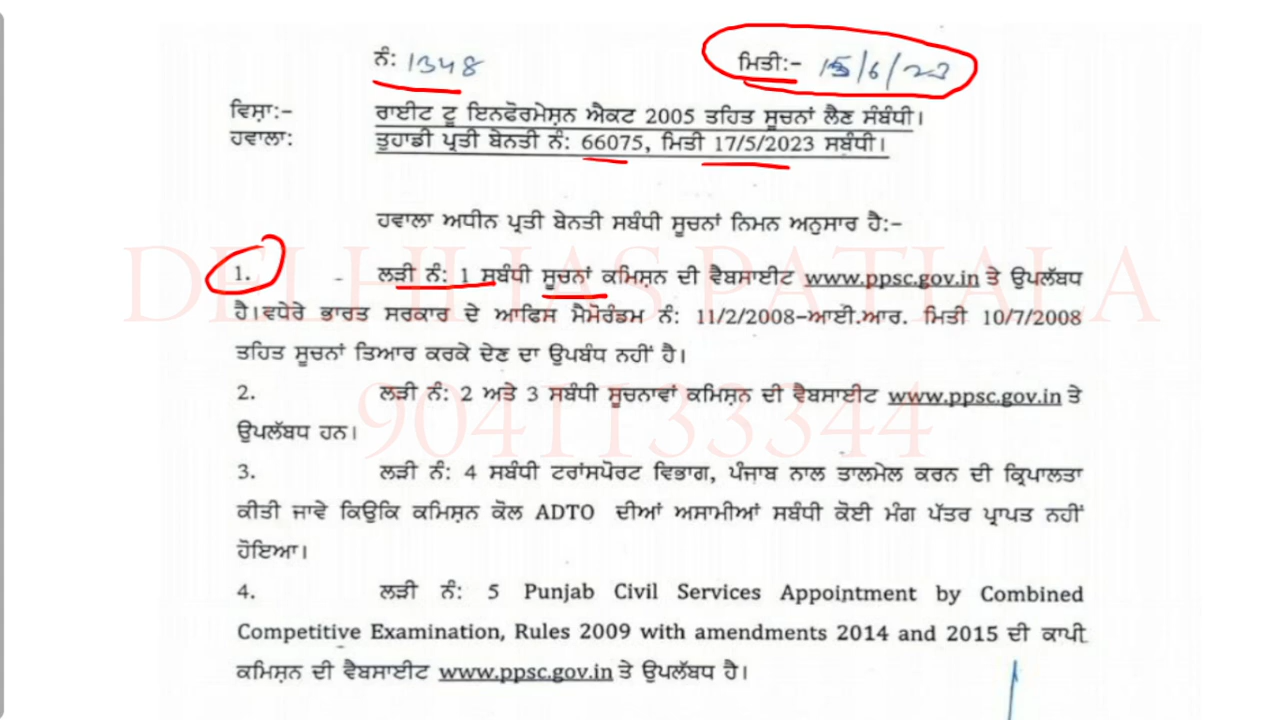 ਨੰ: 1348 ਮਿਤੀ:- 15/6/23
ਵਿਸ਼ਾ:- ਰਾਈਟ ਟੂ ਇਨਫੋਰਮੇਸ਼ਨ ਐਕਟ 2005 ਤਹਿਤ ਸੂਚਨਾਂ ਲੈਣ ਸੰਬੰਧੀ।
ਹਵਾਲਾ: ਤੁਹਾਡੀ ਪ੍ਰਤੀ ਬੇਨਤੀ ਨੰ: 66075, ਮਿਤੀ 17/5/2023 ਸਬੰਧੀ।
ਹਵਾਲਾ ਅਧੀਨ ਪ੍ਰਤੀ ਬੇਨਤੀ ਸਬੰਧੀ ਸੂਚਨਾਂ ਨਿਮਨ ਅਨੁਸਾਰ ਹੈ:-
DELHI IAS PATIALA
1. - ਲੜੀ ਨੰ: 1 ਸਬੰਧੀ ਸੂਚਨਾਂ ਕਮਿਸ਼ਨ ਦੀ ਵੈਬਸਾਈਟ www.ppsc.gov.in ਤੇ ਉਪਲੱਬਧ
ਹੈ।ਵਧੇਰੇ ਭਾਰਤ ਸਰਕਾਰ ਦੇ ਆਫਿਸ ਮੈਮੋਰੰਡਮ ਨੰ: 11/2/2008-ਆਈ.ਆਰ. ਮਿਤੀ 10/7/2008
ਤਹਿਤ ਸੂਚਨਾਂ ਤਿਆਰ ਕਰਕੇ ਦੇਣ ਦਾ ਉਪਬੰਧ ਨਹੀਂ ਹੈ।
2. ਲੜੀ ਨੰ: 2 ਅਤੇ 3 ਸਬੰਧੀ ਸੂਚਨਾਵਾਂ ਕਮਿਸ਼ਨ ਦੀ ਵੈਬਸਾਈਟ www.ppsc.gov.in ਤੇ
9041133344
ਉਪਲੱਬਧ ਹਨ।
3. ਲੜੀ ਨੰ: 4 ਸਬੰਧੀ ਟਰਾਂਸਪੋਰਟ ਵਿਭਾਗ, ਪੰਜਾਬ ਨਾਲ ਤਾਲਮੇਲ ਕਰਨ ਦੀ ਕ੍ਰਿਪਾਲਤਾ
ਕੀਤੀ ਜਾਵੇ ਕਿਉਕਿ ਕਮਿਸ਼ਨ ਕੋਲ ADTO ਦੀਆਂ ਅਸਾਮੀਆਂ ਸਬੰਧੀ ਕੋਈ ਮੰਗ ਪੱਤਰ ਪ੍ਰਾਪਤ ਨਹੀਂ
ਹੋਇਆ।
4. ਲੜੀ ਨੰ: 5 Punjab Civil Services Appointment by Combined
Competitive Examination, Rules 2009 with amendments 2014 and 2015 ਦੀ ਕਾਪੀ
ਕਮਿਸ਼ਨ ਦੀ ਵੈਬਸਾਈਟ www.ppsc.gov.in ਤੇ ਉਪਲੱਬਧ ਹੈ।